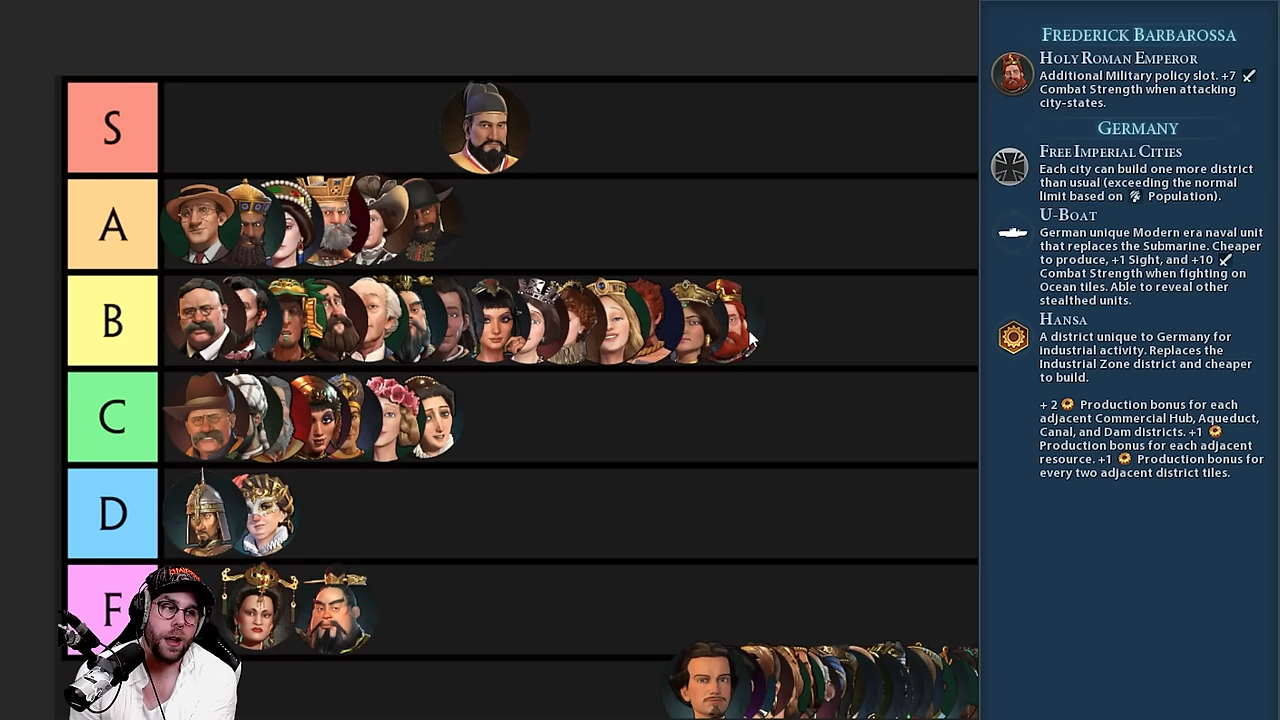 S
A
B
C
D
F
FREDERICK BARBAROSSA
HOLY ROMAN EMPEROR
Additional Military policy slot. +7
Combat Strength when attacking
city-states.
GERMANY
FREE IMPERIAL CITIES
Each city can build one more district
than usual (exceeding the normal
limit based on Population).
U-BOAT
German unique Modern era naval unit
that replaces the Submarine. Cheaper
to produce, +1 Sight, and +10
Combat Strength when fighting on
Ocean tiles. Able to reveal other
stealthed units.
HANSA
A district unique to Germany for
industrial activity. Replaces the
Industrial Zone district and cheaper
to build.
+ 2 Production bonus for each
adjacent Commercial Hub, Aqueduct,
Canal, and Dam districts. +1
Production bonus for each adjacent
resource. +1 Production bonus for
every two adjacent district tiles.